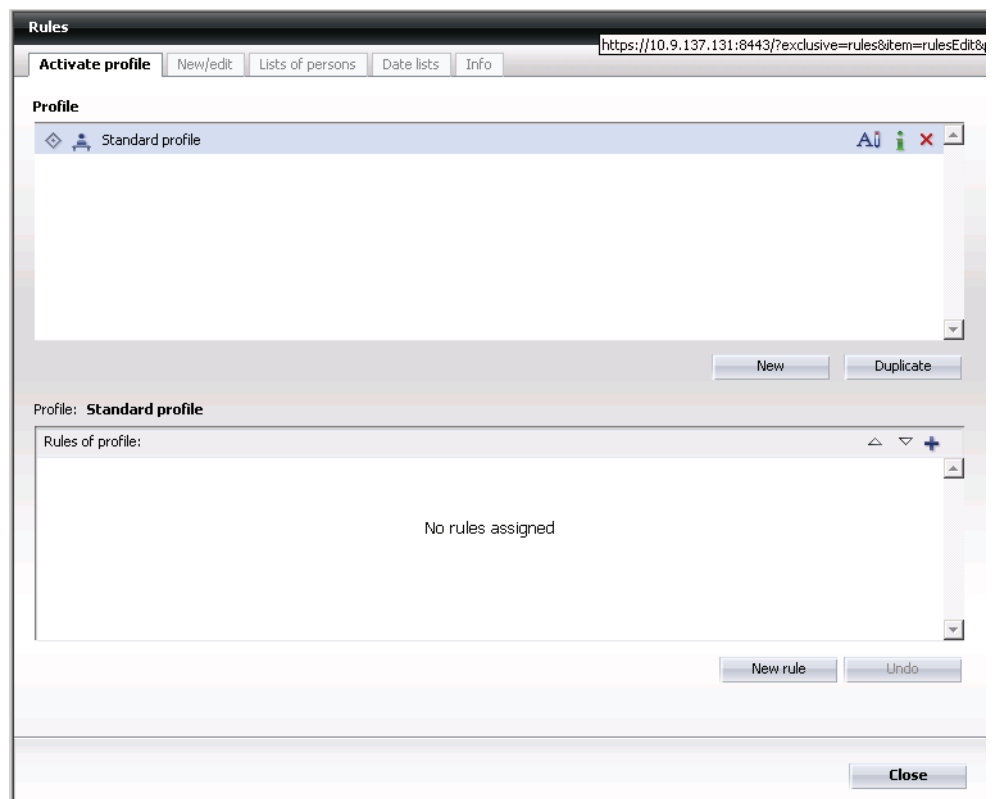 Rules
https://10.9.137.131:8443/?exclusive=rules&item=rulesEdit&
Activate profile New/edit Lists of persons Date lists Info
Profile
Standard profile
New Duplicate
Profile: Standard profile
Rules of profile:
No rules assigned
New rule Undo
Close